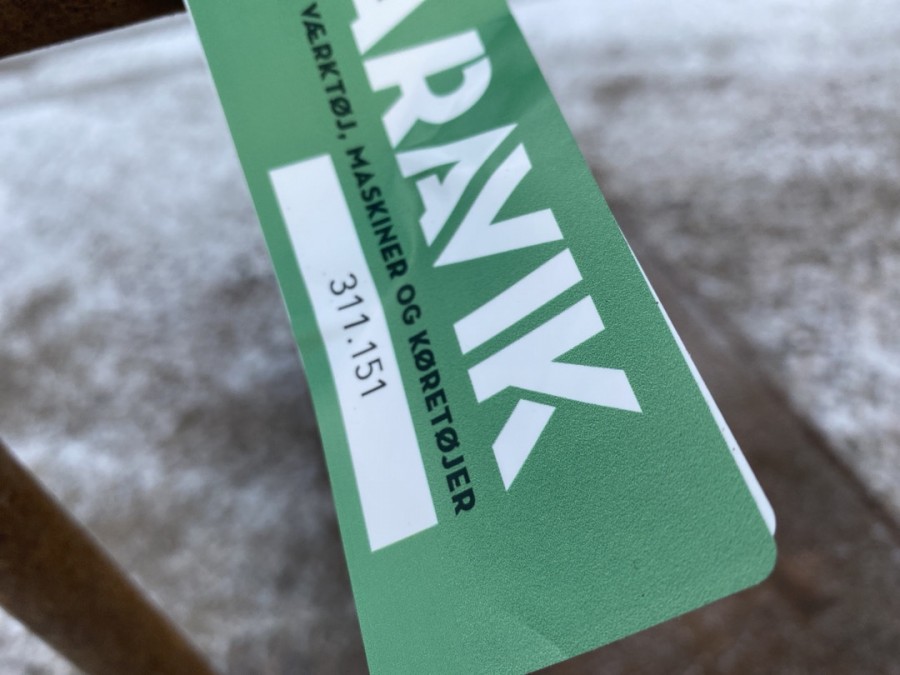 ARAVIK
VÆRKTØJ, MASKINER OG KØRETØJER
311.151